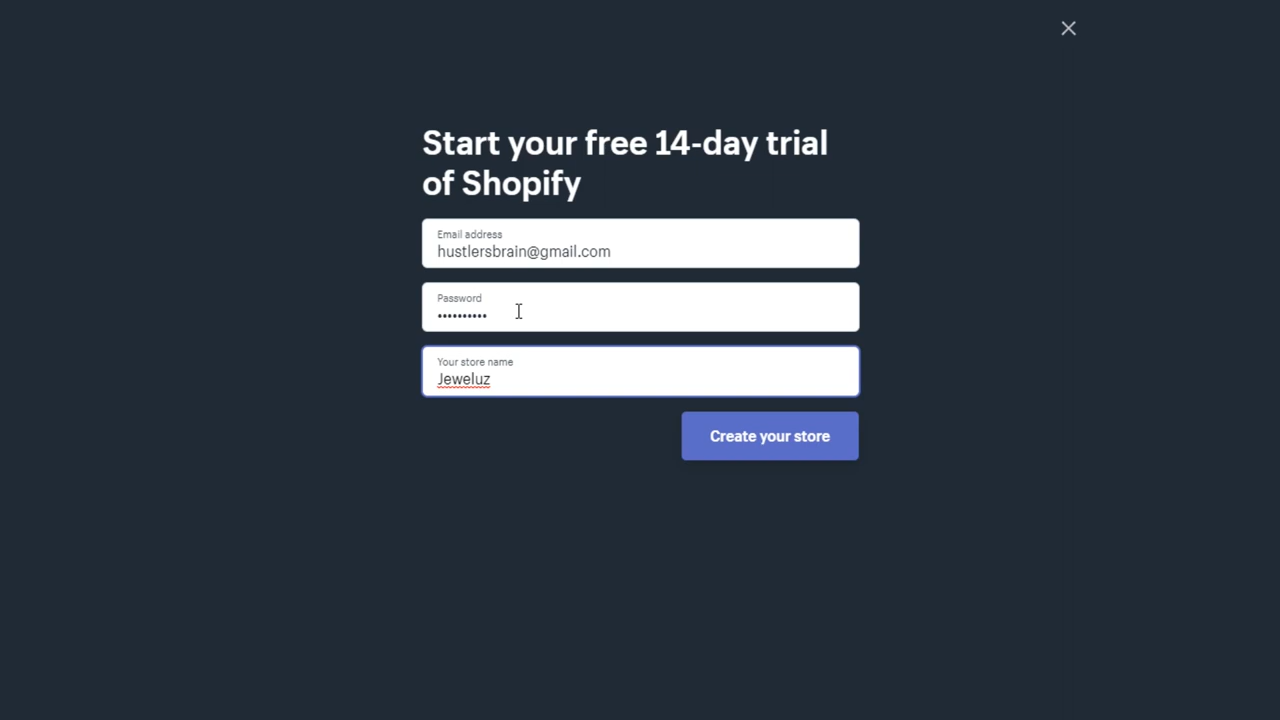 Start your free 14-day trial
of Shopify
Email address
hustlersbrain@gmail.com
Password
••••••••••
Your store name
Jeweluz
Create your store